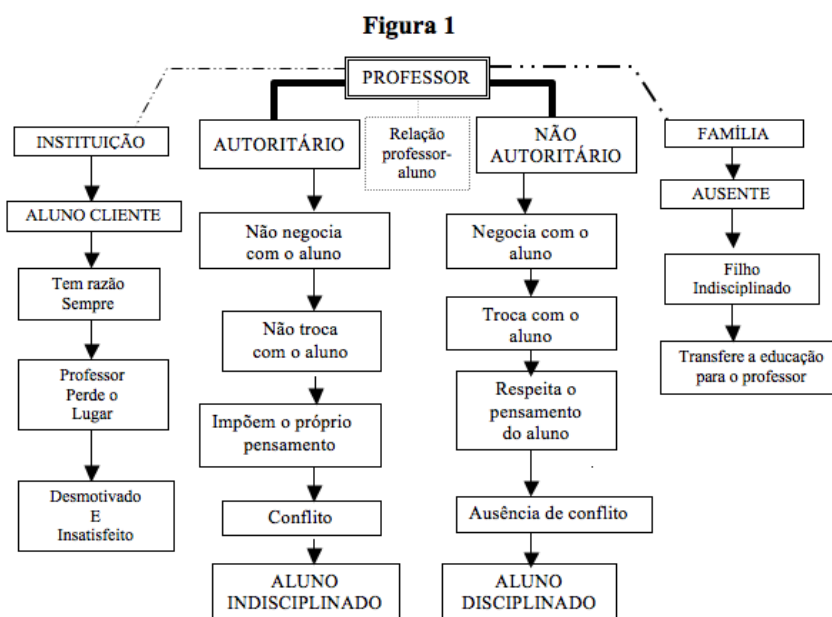 Figura 1
PROFESSOR
INSTITUIÇÃO
ALUNO CLIENTE
Tem razão
Sempre
Professor
Perde o
Lugar
Desmotivado
E
Insatisfeito
AUTORITÁRIO
Não negocia
com o aluno
Não troca
com o aluno
Impõem o próprio
pensamento
Conflito
ALUNO
INDISCIPLINADO
Relação
professor-
aluno
NÃO
AUTORITÁRIO
Negocia com o
aluno
Troca com o
aluno
Respeita o
pensamento
do aluno
Ausência de conflito
ALUNO
DISCIPLINADO
FAMÍLIA
AUSENTE
Filho
Indisciplinado
Transfere a educação
para o professor